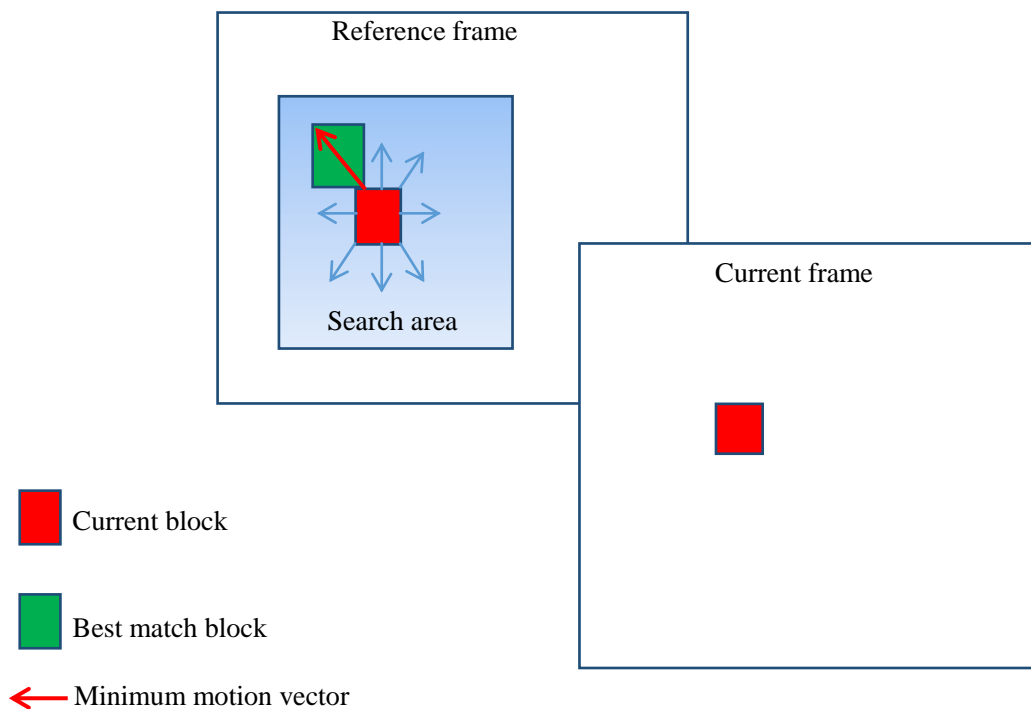 Reference frame
Search area
Current frame
Current block
Best match block
Minimum motion vector